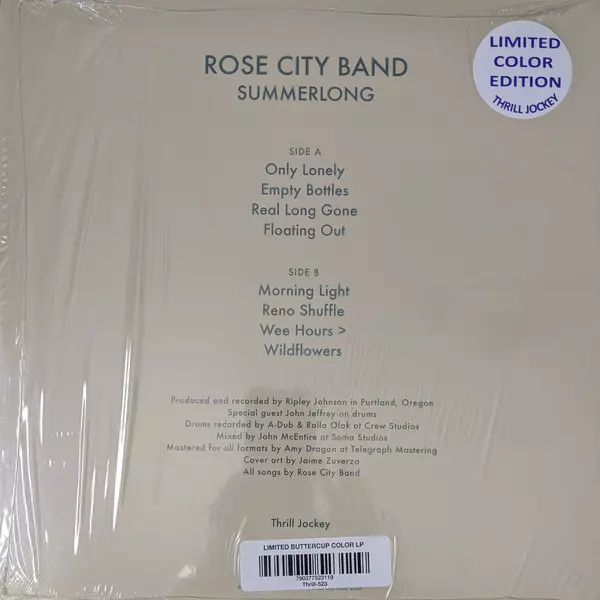 ROSE CITY BAND
SUMMERLONG
LIMITED
COLOR
EDITION
THRILL JOCKEY
SIDE A
Only Lonely
Empty Bottles
Real Long Gone
Floating Out
SIDE B
Morning Light
Reno Shuffle
Wee Hours >
Wildflowers
Produced and recorded by Ripley Johnson in Portland, Oregon
Special guest John Jeffrey on drums
Drums recorded by A-Dub & Rollo Olak at Crew Studios
Mixed by John McEntire at Soma Studios
Mastered for all formats by Amy Dragon at Telegraph Mastering
Cover art by Jaime Zuverza
All songs by Rose City Band
Thrill Jockey
LIMITED BUTTERCUP COLOR LP
790377523119
Thrill-523